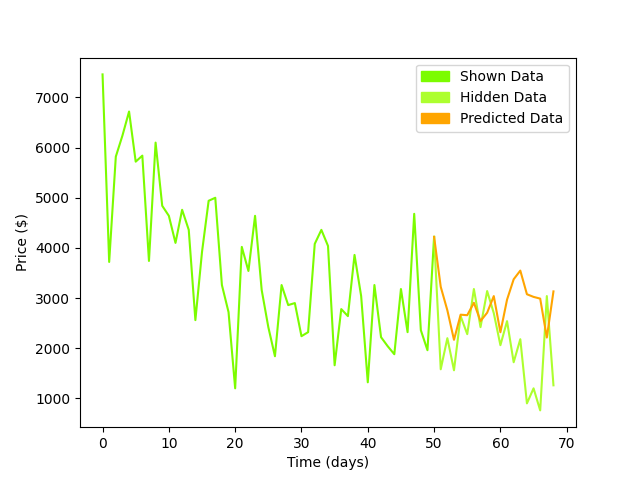 Shown Data
Hidden Data
Predicted Data
7000
6000
5000
4000
3000
2000
1000
Price ($)
0 10 20 30 40 50 60 70
Time (days)